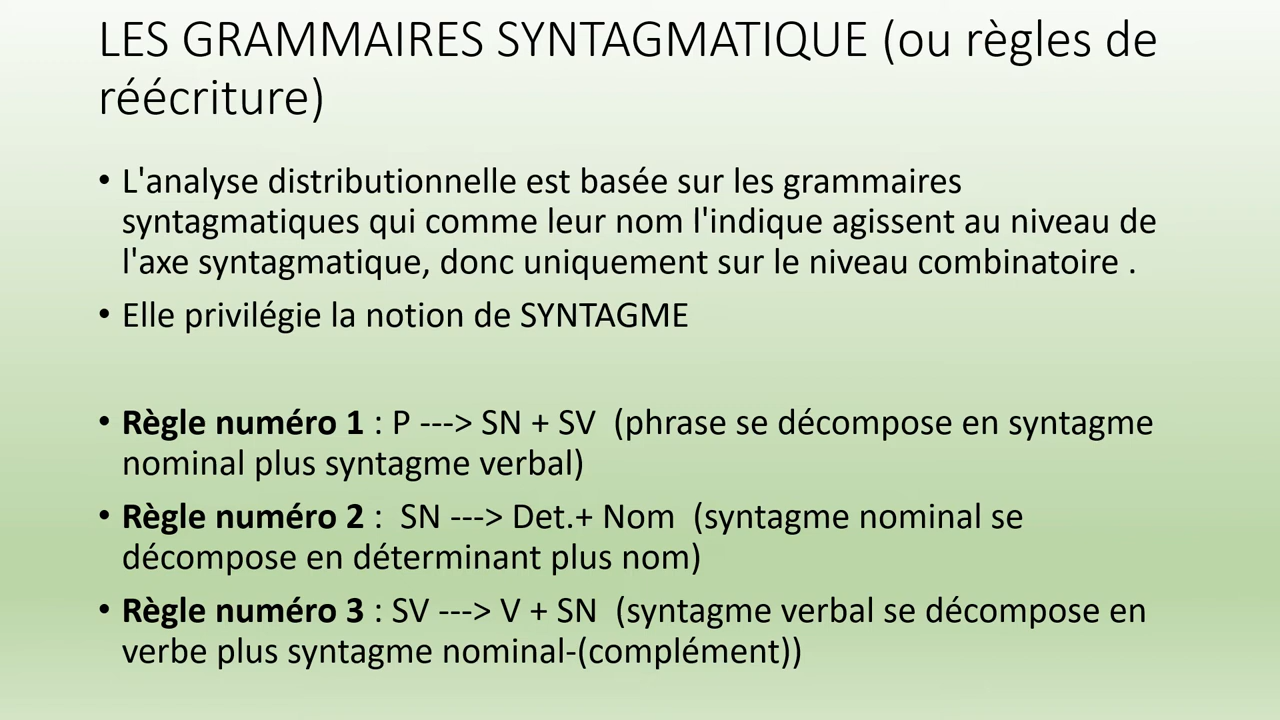 LES GRAMMAIRES SYNTAGMATIQUE (ou règles de
réécriture)
• L'analyse distributionnelle est basée sur les grammaires
syntagmatiques qui comme leur nom l'indique agissent au niveau de
l'axe syntagmatique, donc uniquement sur le niveau combinatoire .
• Elle privilégie la notion de SYNTAGME
• Règle numéro 1 : P ---> SN + SV (phrase se décompose en syntagme
nominal plus syntagme verbal)
• Règle numéro 2 : SN ---> Det.+ Nom (syntagme nominal se
décompose en déterminant plus nom)
• Règle numéro 3 : SV ---> V + SN (syntagme verbal se décompose en
verbe plus syntagme nominal-(complément))